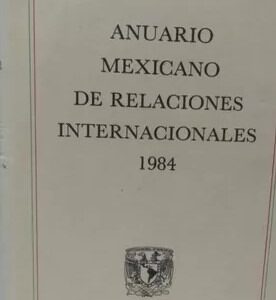 ANUARIO
MEXICANO
DE RELACIONES
INTERNACIONALES
1984